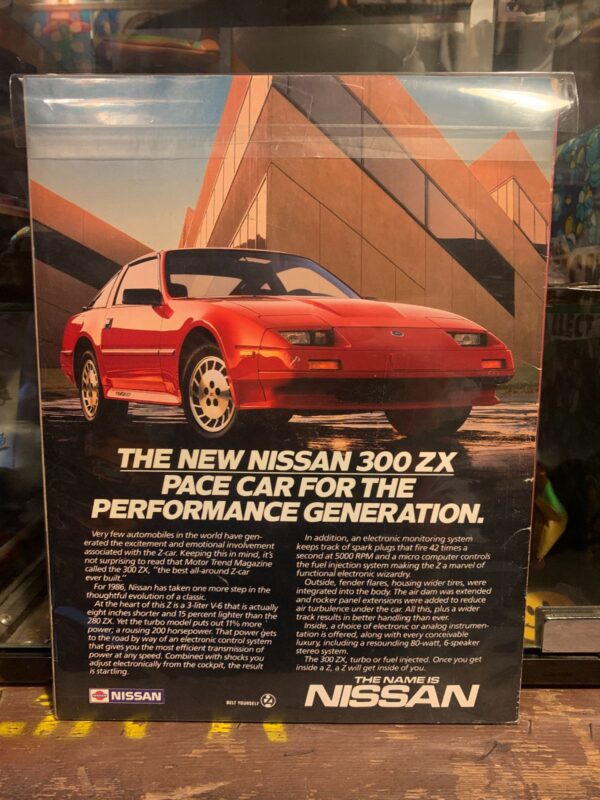 THE NEW NISSAN 300 ZX
PACE CAR FOR THE
PERFORMANCE GENERATION.
Very few automobiles in the world have gen-
erated the excitement and emotional involvement
associated with the Z-car. Keeping this in mind, it's
not surprising to read that Motor Trend Magazine
called the 300 ZX, "the best all-around Z-car
ever built."
For 1986, Nissan has taken one more step in the
thoughtful evolution of a classic.
At the heart of this Z is a 3-liter V-6 that is actually
eight inches shorter and 15 percent lighter than the
280 ZX. Yet the turbo model puts out 11% more
power; a rousing 200 horsepower. That power gets
to the road by way of an electronic control system
that gives you the most efficient transmission of
power at any speed. Combined with shocks you
adjust electronically from the cockpit, the result
is startling.
In addition, an electronic monitoring system
keeps track of spark plugs that fire 42 times a
second at 5000 RPM and a micro computer controls
the fuel injection system making the Z a marvel of
functional electronic wizardry.
Outside, fender flares, housing wider tires, were
integrated into the body. The air dam was extended
and rocker panel extensions were added to reduce
air turbulence under the car. All this, plus a wider
track results in better handling than ever.
Inside, a choice of electronic or analog instrumen-
tation is offered, along with every conceivable
luxury, including a resounding 80-watt, 6-speaker
stereo system.
The 300 ZX, turbo or fuel injected. Once you get
inside a Z, a Z will get inside of you.
NISSAN
BELT YOURSELF
THE NAME IS
NISSAN